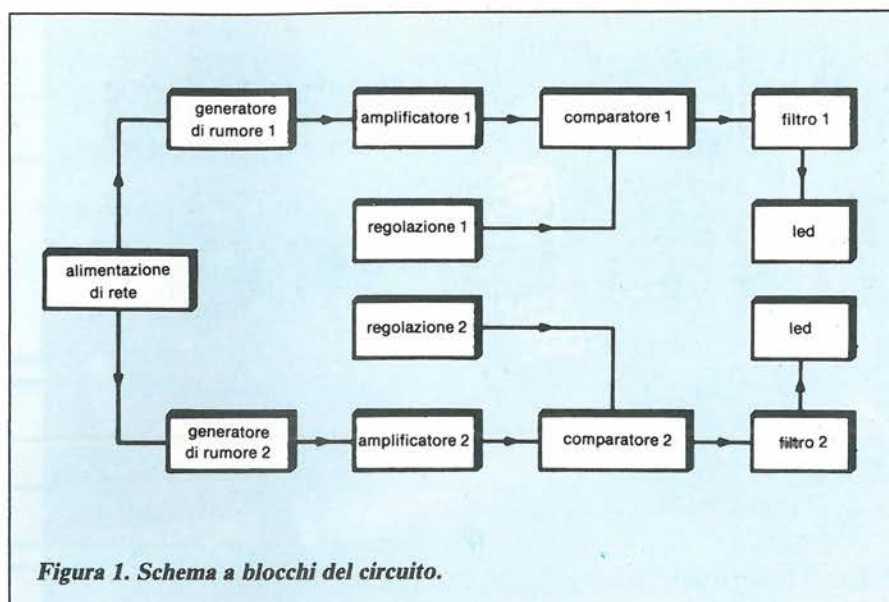 generatore
di rumore 1
amplificatore 1
comparatore 1
filtro 1
regolazione 1
led
alimentazione
di rete
regolazione 2
led
generatore
di rumore 2
amplificatore 2
comparatore 2
filtro 2
Figura 1. Schema a blocchi del circuito.